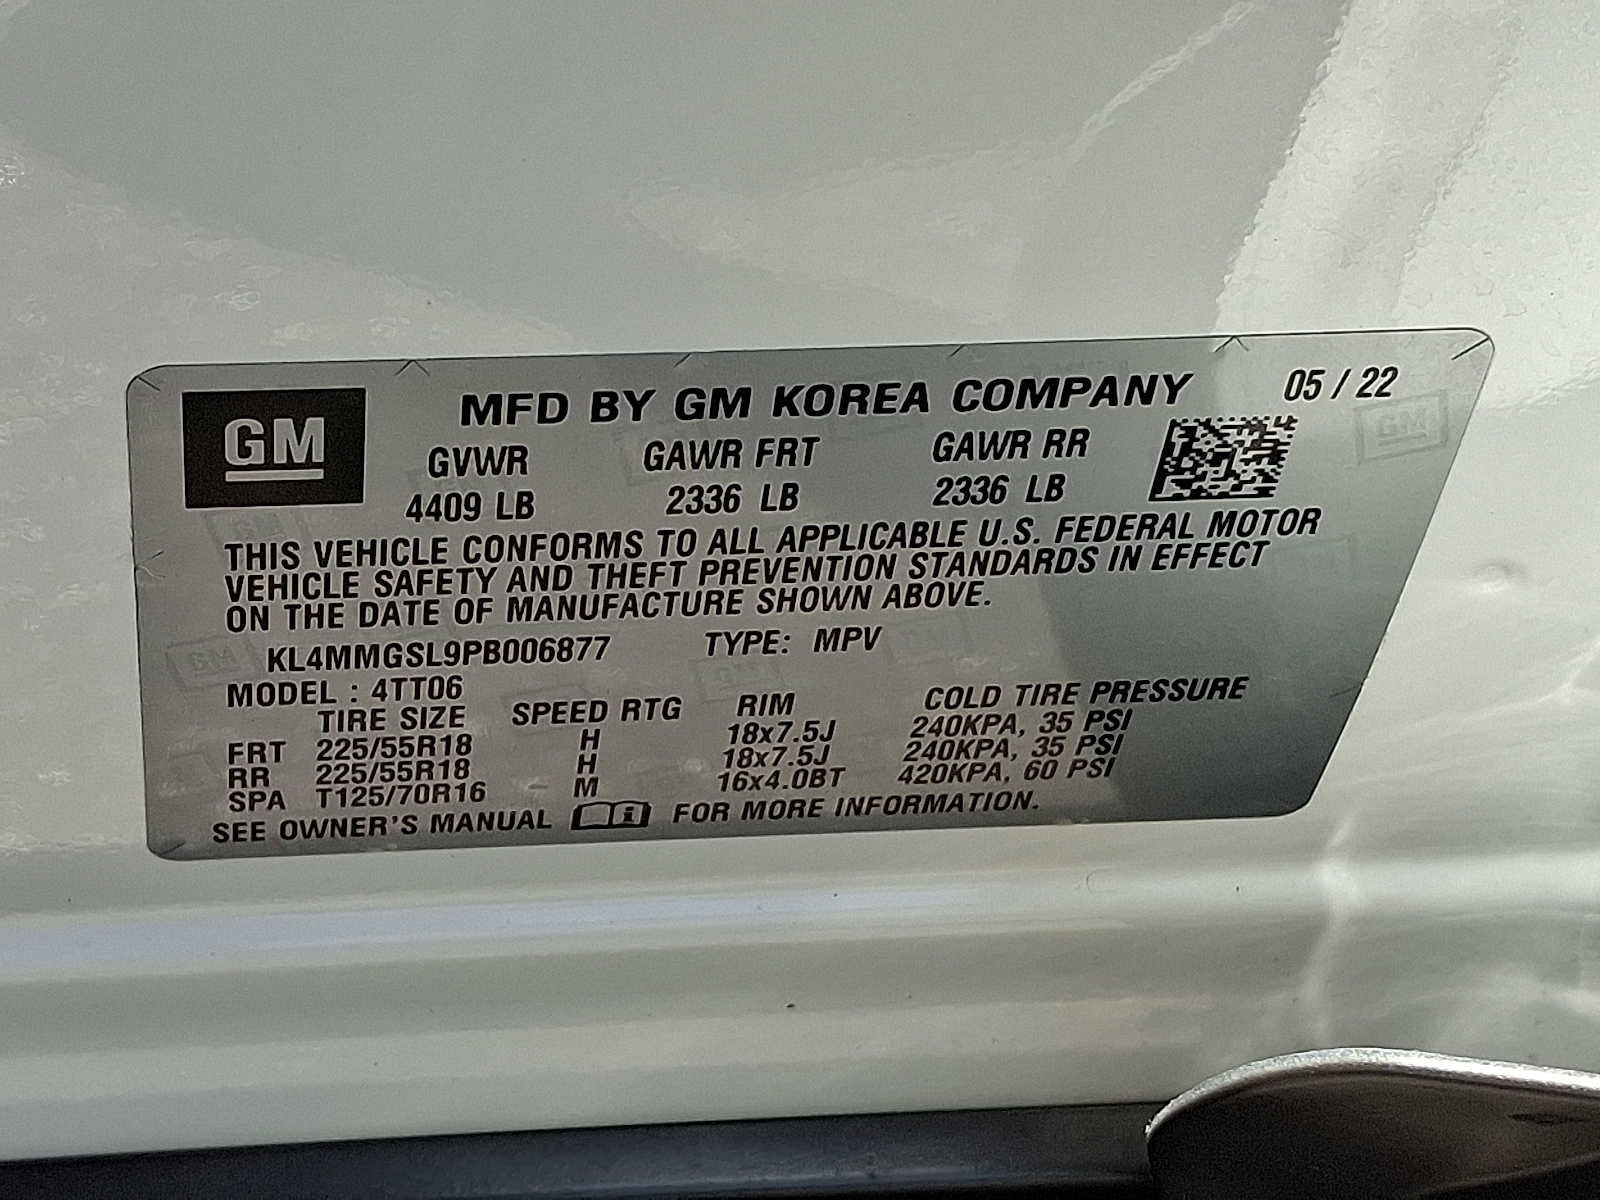 GM MFD BY GM KOREA COMPANY 05 / 22
GVWR GAWR FRT GAWR RR
4409 LB 2336 LB 2336 LB
THIS VEHICLE CONFORMS TO ALL APPLICABLE U.S. FEDERAL MOTOR
VEHICLE SAFETY AND THEFT PREVENTION STANDARDS IN EFFECT
ON THE DATE OF MANUFACTURE SHOWN ABOVE.
KL4MMGSL9PB006877 TYPE: MPV
MODEL : 4TT06
TIRE SIZE SPEED RTG RIM COLD TIRE PRESSURE
FRT 225/55R18 H 18x7.5J 240KPA, 35 PSI
RR 225/55R18 H 18x7.5J 240KPA, 35 PSI
SPA T125/70R16 M 16x4.0BT 420KPA, 60 PSI
SEE OWNER'S MANUAL FOR MORE INFORMATION.